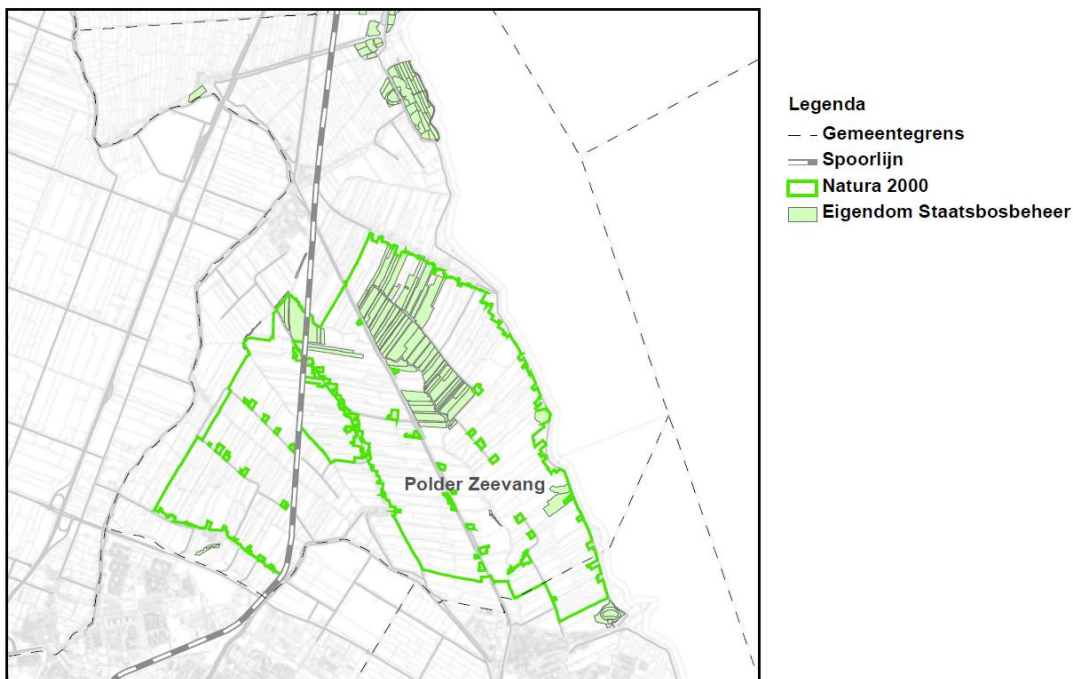 Legenda
Gemeentegrens
Spoorlijn
Natura 2000
Eigendom Staatsbosbeheer
Polder Zeevang